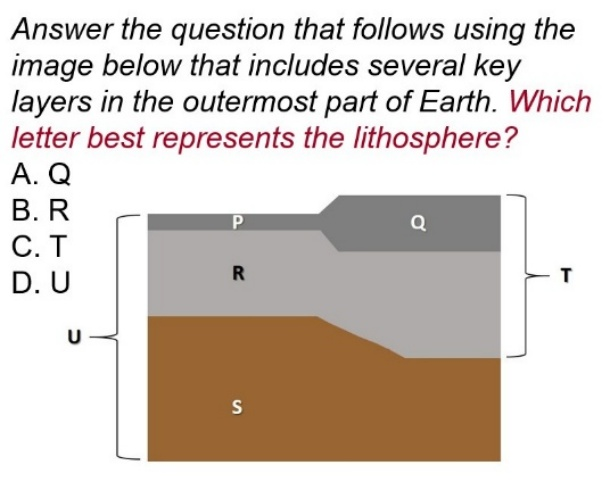 Answer the question that follows using the
image below that includes several key
layers in the outermost part of Earth. Which
letter best represents the lithosphere?
A. Q
B. R
C. T
D. U
P
Q
R
T
U
S